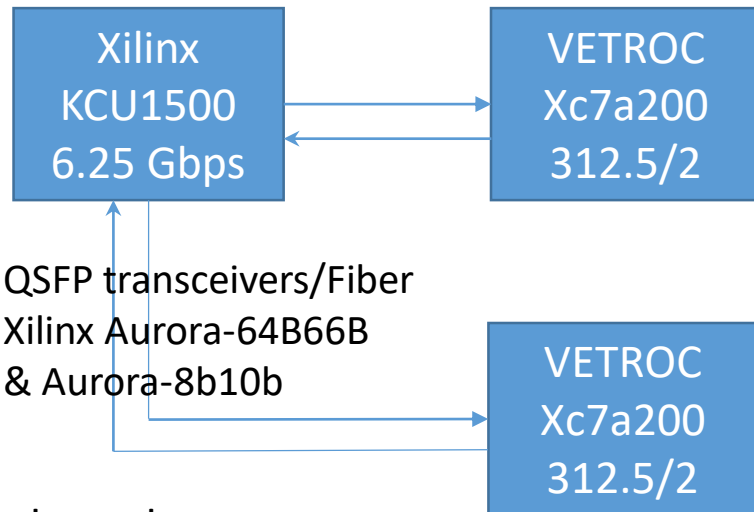 Xilinx
KCU1500
6.25 Gbps
VETROC
Xc7a200
312.5/2
QSFP transceivers/Fiber
Xilinx Aurora-64B66B
& Aurora-8b10b
VETROC
Xc7a200
312.5/2